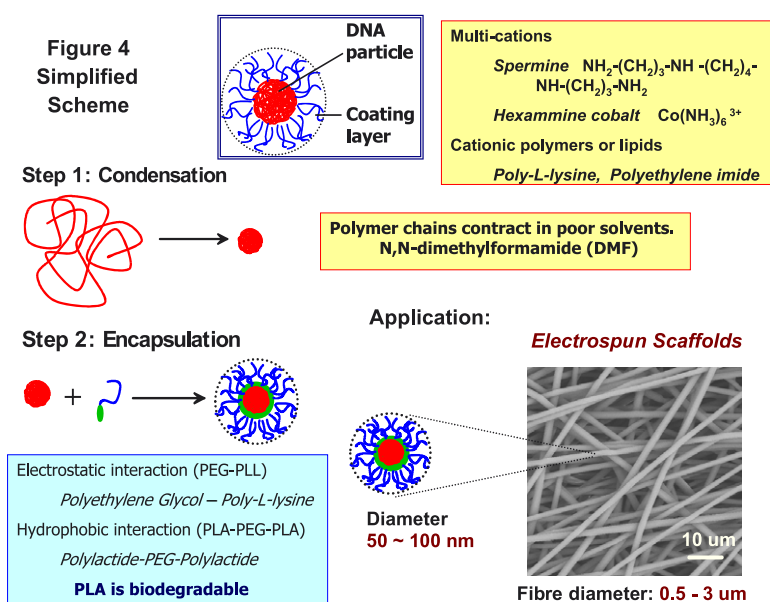 Figure 4
Simplified
Scheme
DNA
particle
Coating
layer
Multi-cations
Spermine NH2-(CH2)3-NH -(CH2)4-
NH-(CH2)3-NH2
Hexammine cobalt Co(NH3)6 3+
Cationic polymers or lipids
Poly-L-lysine, Polyethylene imide
Step 1: Condensation
Polymer chains contract in poor solvents.
N,N-dimethylformamide (DMF)
Step 2: Encapsulation
+
Electrostatic interaction (PEG-PLL)
Polyethylene Glycol – Poly-L-lysine
Hydrophobic interaction (PLA-PEG-PLA)
Polylactide-PEG-Polylactide
PLA is biodegradable
Application:
Electrospun Scaffolds
Diameter
50 ~ 100 nm
10 um
Fibre diameter: 0.5 - 3 um